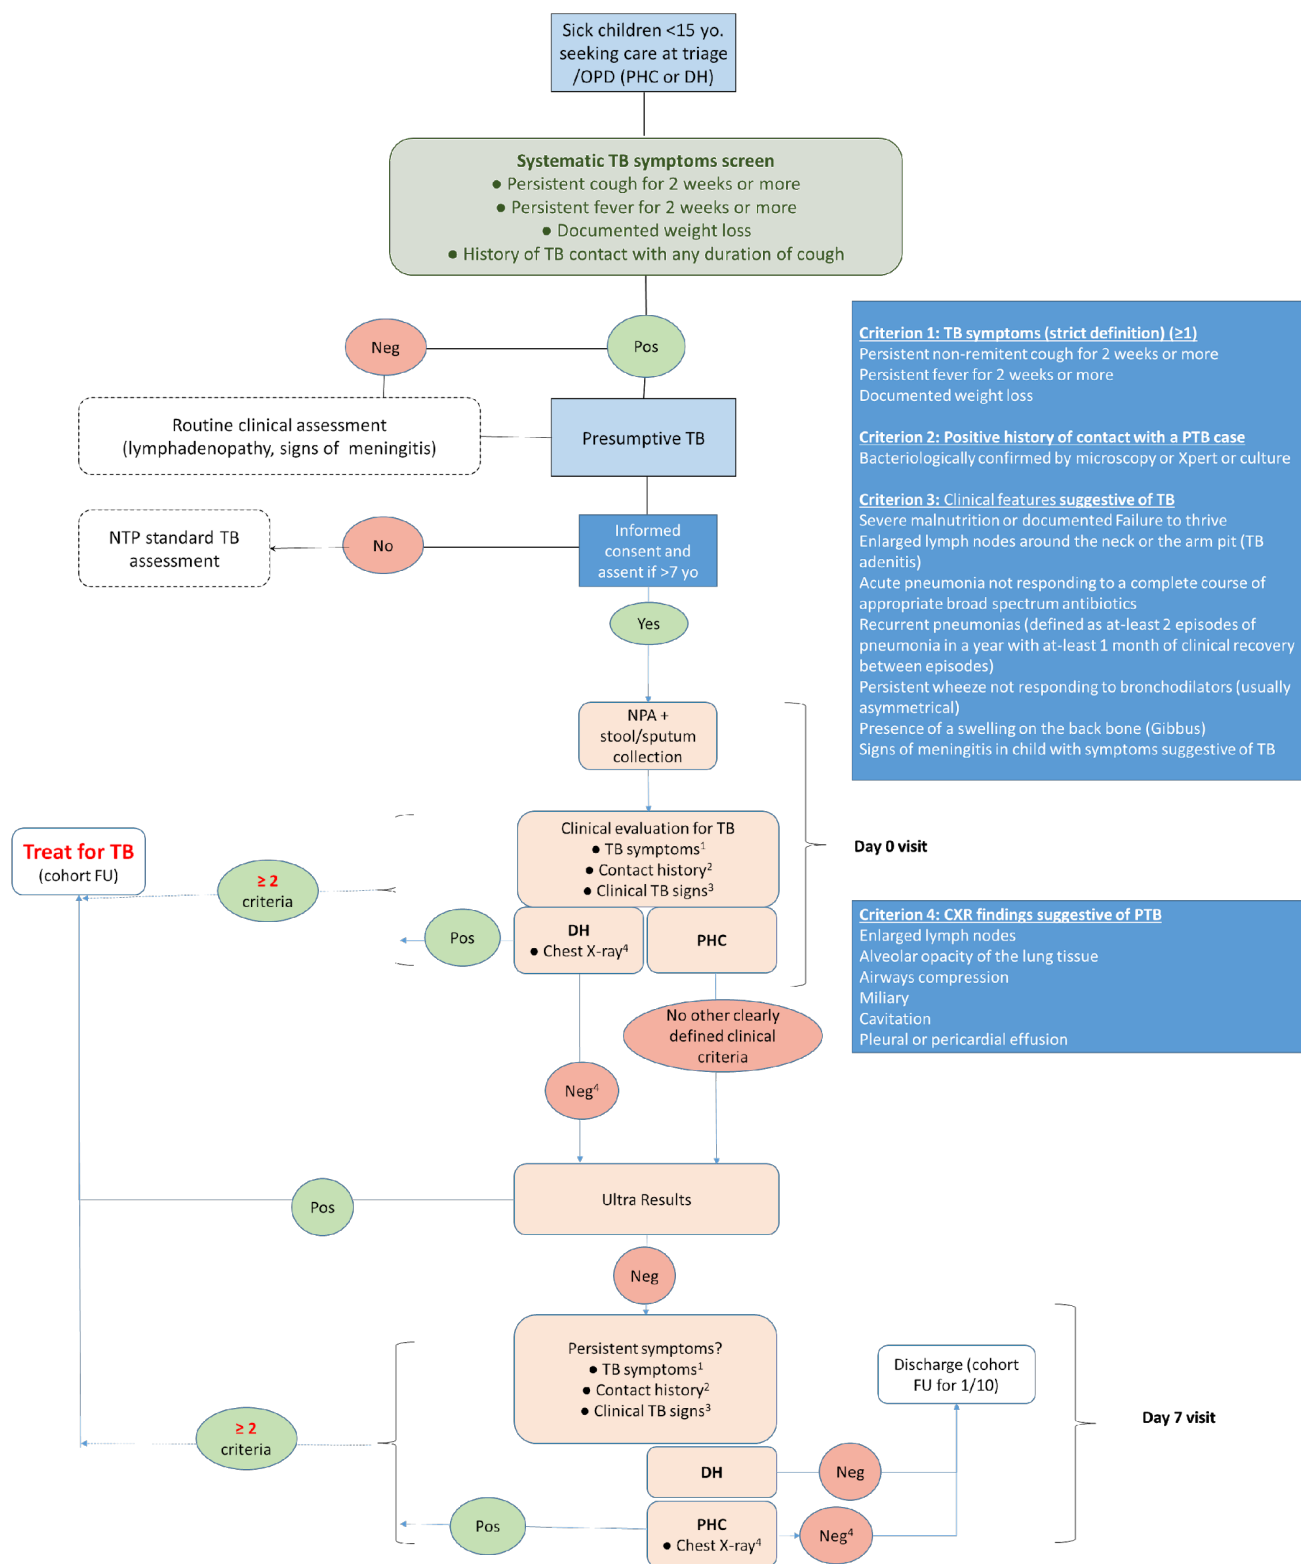 Sick children <15 yo.
seeking care at triage
/OPD (PHC or DH)
Systematic TB symptoms screen
● Persistent cough for 2 weeks or more
● Persistent fever for 2 weeks or more
● Documented weight loss
● History of TB contact with any duration of cough
Neg
Pos
Routine clinical assessment
(lymphadenopathy, signs of meningitis)
Presumptive TB
NTP standard TB
assessment
No
Informed
consent and
assent if >7 yo
Yes
Criterion 1: TB symptoms (strict definition) (≥1)
Persistent non-remitent cough for 2 weeks or more
Persistent fever for 2 weeks or more
Documented weight loss
Criterion 2: Positive history of contact with a PTB case
Bacteriologically confirmed by microscopy or Xpert or culture
Criterion 3: Clinical features suggestive of TB
Severe malnutrition or documented Failure to thrive
Enlarged lymph nodes around the neck or the arm pit (TB
adenitis)
Acute pneumonia not responding to a complete course of
appropriate broad spectrum antibiotics
Recurrent pneumonias (defined as at-least 2 episodes of
pneumonia in a year with at-least 1 month of clinical recovery
between episodes)
Persistent wheeze not responding to bronchodilators (usually
asymmetrical)
Presence of a swelling on the back bone (Gibbus)
Signs of meningitis in child with symptoms suggestive of TB
NPA +
stool/sputum
collection
Clinical evaluation for TB
● TB symptoms¹
● Contact history²
● Clinical TB signs³
Day 0 visit
Treat for TB
(cohort FU)
≥ 2
criteria
Pos
DH
● Chest X-ray⁴
PHC
Criterion 4: CXR findings suggestive of PTB
Enlarged lymph nodes
Alveolar opacity of the lung tissue
Airways compression
Miliary
Cavitation
Pleural or pericardial effusion
No other clearly
defined clinical
criteria
Neg⁴
Ultra Results
Pos
Neg
Persistent symptoms?
● TB symptoms¹
● Contact history²
● Clinical TB signs³
Discharge (cohort
FU for 1/10)
Day 7 visit
≥ 2
criteria
DH
Neg
Pos
PHC
● Chest X-ray⁴
Neg⁴